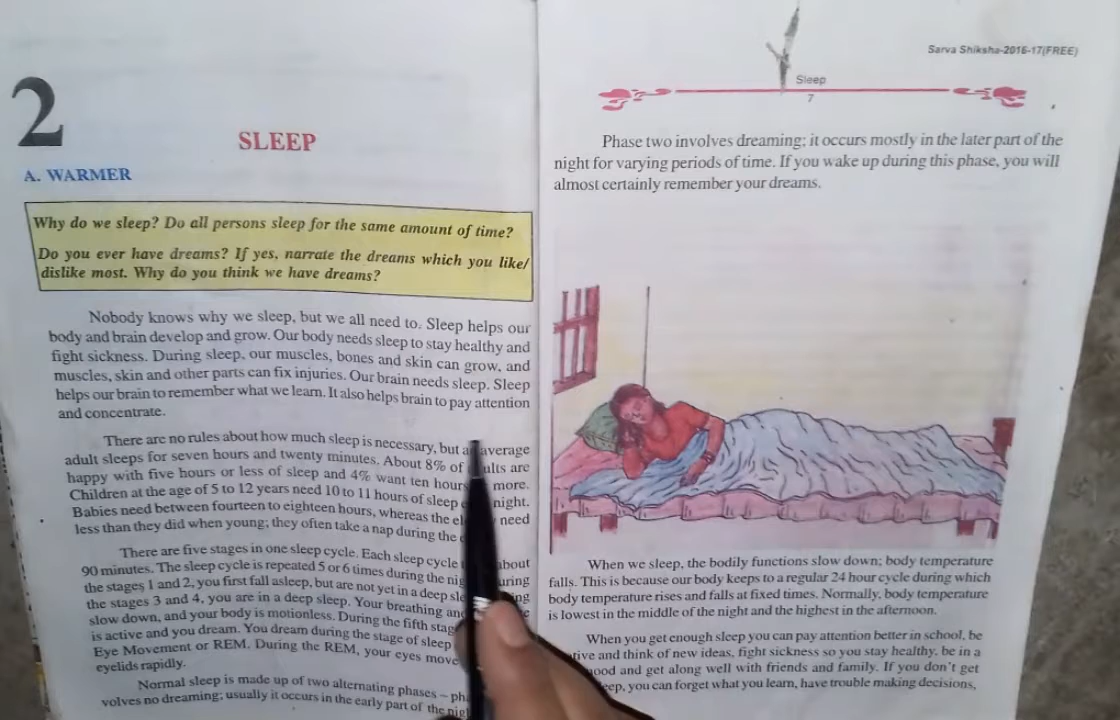 2
SLEEP
A. WARMER
Why do we sleep? Do all persons sleep for the same amount of time?
Do you ever have dreams? If yes, narrate the dreams which you like/
dislike most. Why do you think we have dreams?
Nobody knows why we sleep, but we all need to. Sleep helps our
body and brain develop and grow. Our body needs sleep to stay healthy and
fight sickness. During sleep, our muscles, bones and skin can grow, and
muscles, skin and other parts can fix injuries. Our brain needs sleep. Sleep
helps our brain to remember what we learn. It also helps brain to pay attention
and concentrate.
There are no rules about how much sleep is necessary, but average
adult sleeps for seven hours and twenty minutes. About 8% of are
happy with five hours or less of sleep and 4% want ten hours more.
Children at the age of 5 to 12 years need 10 to 11 hours of sleep night.
Babies need between fourteen to eighteen hours, whereas the need
less than they did when young; they often take a nap during the
There are five stages in one sleep cycle. Each sleep cycle about
90 minutes. The sleep cycle is repeated 5 or 6 times during the
the stages 1 and 2, you first fall asleep, but are not yet in a deep
the stages 3 and 4, you are in a deep sleep. Your breathing
slow down, and your body is motionless. During the fifth
is active and you dream. You dream during the stage of sleep
Eye Movement or REM. During the REM, your eyes move
eyelids rapidly.
Normal sleep is made up of two alternating phases –
volves no dreaming; usually it occurs in the early part of the
Sarva Shiksha-2016-17(FREE)
Sleep
7
Phase two involves dreaming; it occurs mostly in the later part of the
night for varying periods of time. If you wake up during this phase, you will
almost certainly remember your dreams.
When we sleep, the bodily functions slow down; body temperature
falls. This is because our body keeps to a regular 24 hour cycle during which
body temperature rises and falls at fixed times. Normally, body temperature
is lowest in the middle of the night and the highest in the afternoon.
When you get enough sleep you can pay attention better in school, be
and think of new ideas, fight sickness so you stay healthy, be in a
and get along well with friends and family. If you don't get
you can forget what you learn, have trouble making decisions,